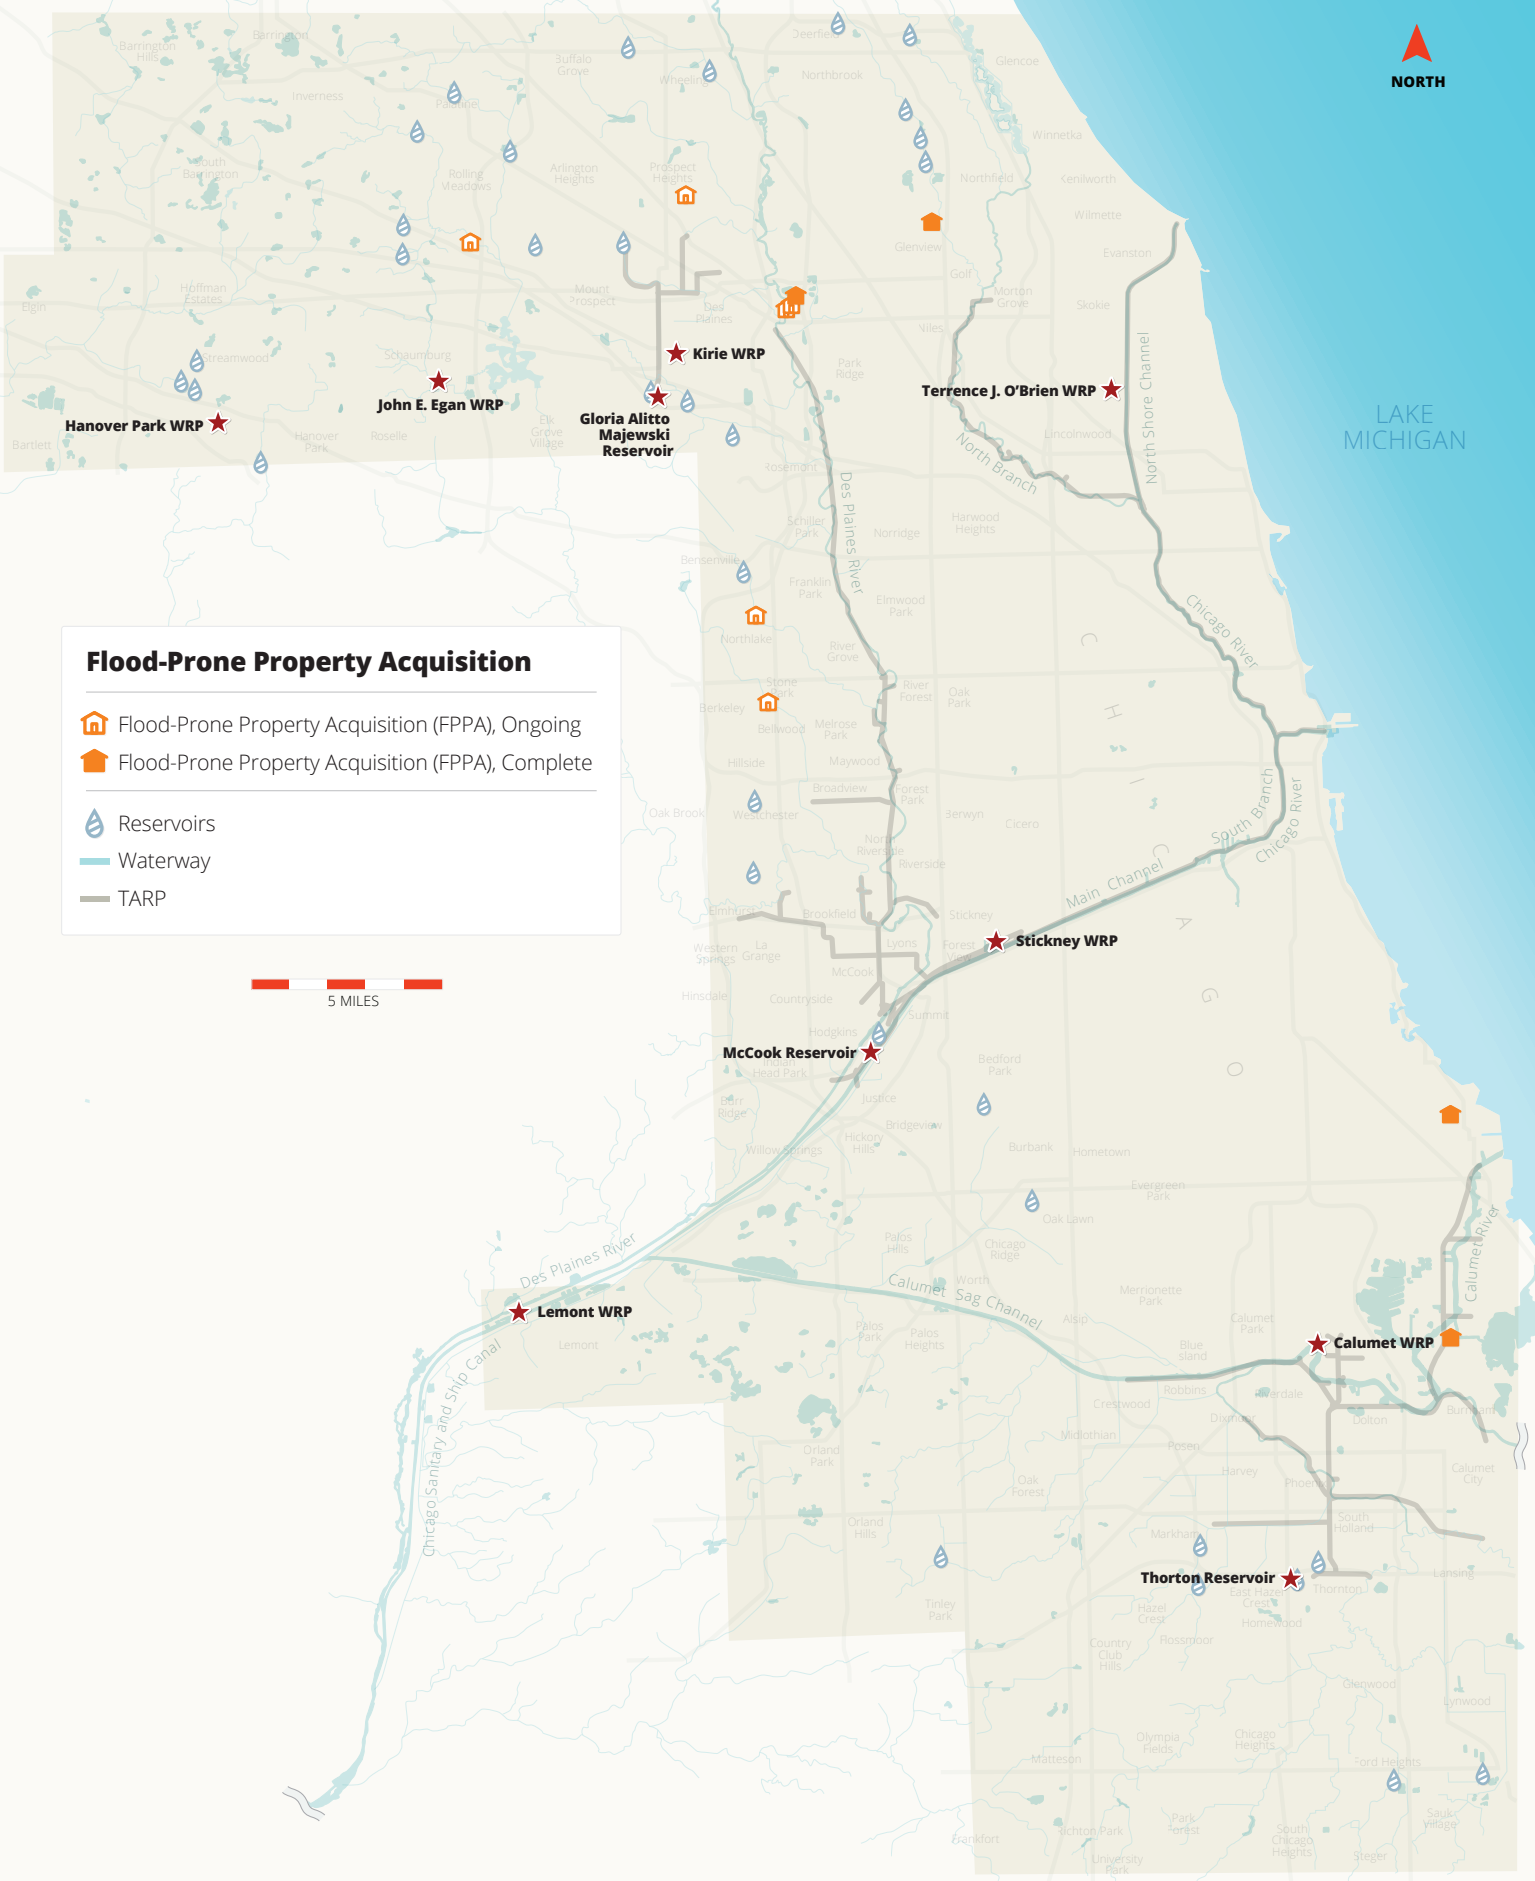 NORTH
LAKE
MICHIGAN
Barrington
Hills
Barrington
Inverness
Buffalo
Grove
Wheeling
Deerfield
Northbrook
Glencoe
Palatine
South
Barrington
Rolling
Meadows
Arlington
Heights
Prospect
Heights
Winnetka
Northfield
Kenilworth
Wilmette
Glenview
Evanston
Golf
Hoffman
Estates
Elgin
Mount
Prospect
Des
Plaines
Morton
Grove
Skokie
Niles
Streamwood
Schaumburg
Kirie WRP
Park
Ridge
Terrence J. O’Brien WRP
North Shore Channel
John E. Egan WRP
Hanover Park WRP
Gloria Alitto
Majewski
Reservoir
Bartlett
Hanover
Park
Roselle
Elk
Grove
Village
Lincolnwood
North Branch
Rosemont
Des Plaines River
Schiller
Park
Norridge
Harwood
Heights
Bensenville
Franklin
Park
Elmwood
Park
Chicago River
Northlake
River
Grove
Stone
Park
Berkeley
Bellwood
Melrose
Park
River
Forest
Oak
Park
C H I C A G O
Flood-Prone Property Acquisition
Flood-Prone Property Acquisition (FPPA), Ongoing
Flood-Prone Property Acquisition (FPPA), Complete
Reservoirs
Waterway
TARP
5 MILES
Hillside
Maywood
Broadview
Forest
Park
Oak Brook
Westchester
Berwyn
Cicero
North
Riverside
Riverside
South Branch
Chicago River
Main Channel
Elmhurst
Brookfield
Stickney
Stickney WRP
Western
Springs
La
Grange
Lyons
Forest
View
McCook
Hinsdale
Countryside
Summit
Hodgkins
McCook Reservoir
Indian
Head Park
Bedford
Park
Burr
Ridge
Justice
Bridgeview
Hickory
Hills
Willow Springs
Burbank
Hometown
Evergreen
Park
Oak Lawn
Palos
Hills
Chicago
Ridge
Worth
Des Plaines River
Calumet Sag Channel
Calumet River
Merrionette
Park
Lemont WRP
Lemont
Palos
Park
Palos
Heights
Alsip
Calumet
Park
Blue
Island
Calumet WRP
Chicago Sanitary and Ship Canal
Robbins
Riverdale
Crestwood
Dixmoor
Dolton
Burnham
Midlothian
Posen
Orland
Park
Harvey
Phoenix
Calumet
City
Oak
Forest
Orland
Hills
South
Holland
Markham
Thorton Reservoir
Lansing
East Hazel
Crest
Thornton
Tinley
Park
Hazel
Crest
Homewood
Country
Club
Hills
Flossmoor
Glenwood
Lynwood
Olympia
Fields
Chicago
Heights
Matteson
Ford Heights
Sauk
Village
Park
Forest
Richton Park
South
Chicago
Heights
Frankfort
University
Park
Steger